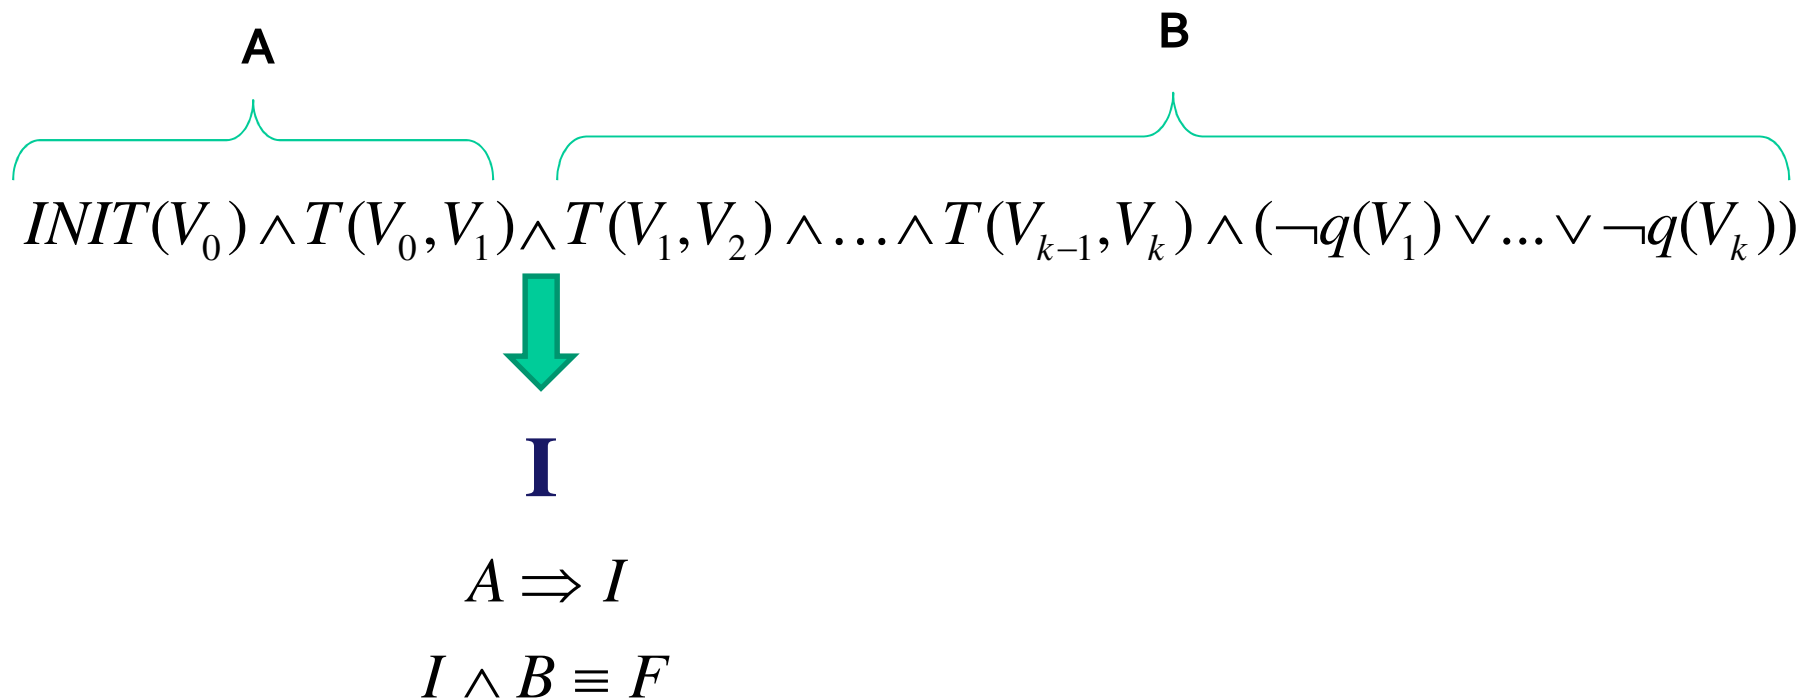 A
B
INIT(V₀) ∧ T(V₀,V₁) ∧ T(V₁,V₂) ∧ … ∧ T(Vₖ₋₁,Vₖ) ∧ (¬q(V₁) ∨ ... ∨ ¬q(Vₖ))
I
A ⇒ I
I ∧ B ≡ F